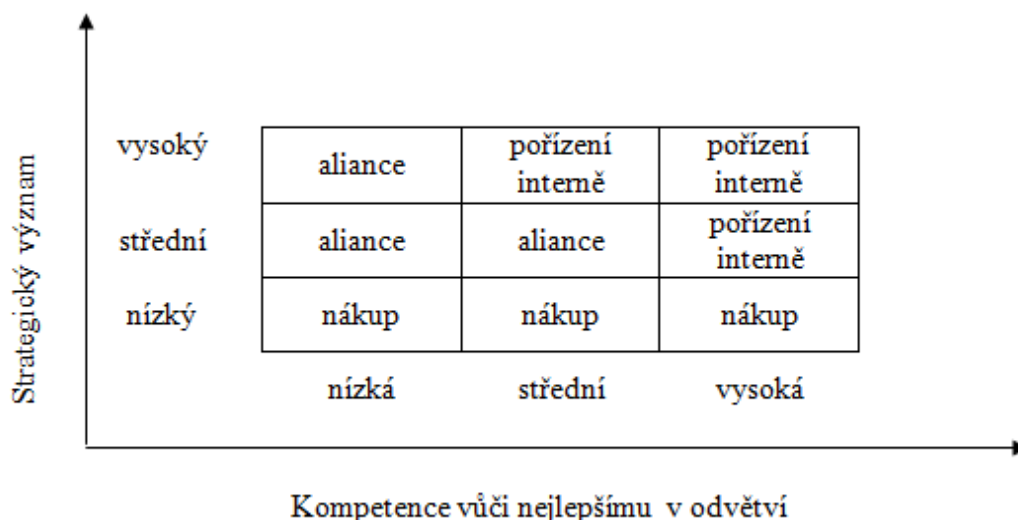 Strategický význam
vysoký
aliance
pořízení
interně
pořízení
interně
střední
aliance
aliance
pořízení
interně
nízký
nákup
nákup
nákup
nízká
střední
vysoká
Kompetence vůči nejlepšímu v odvětví